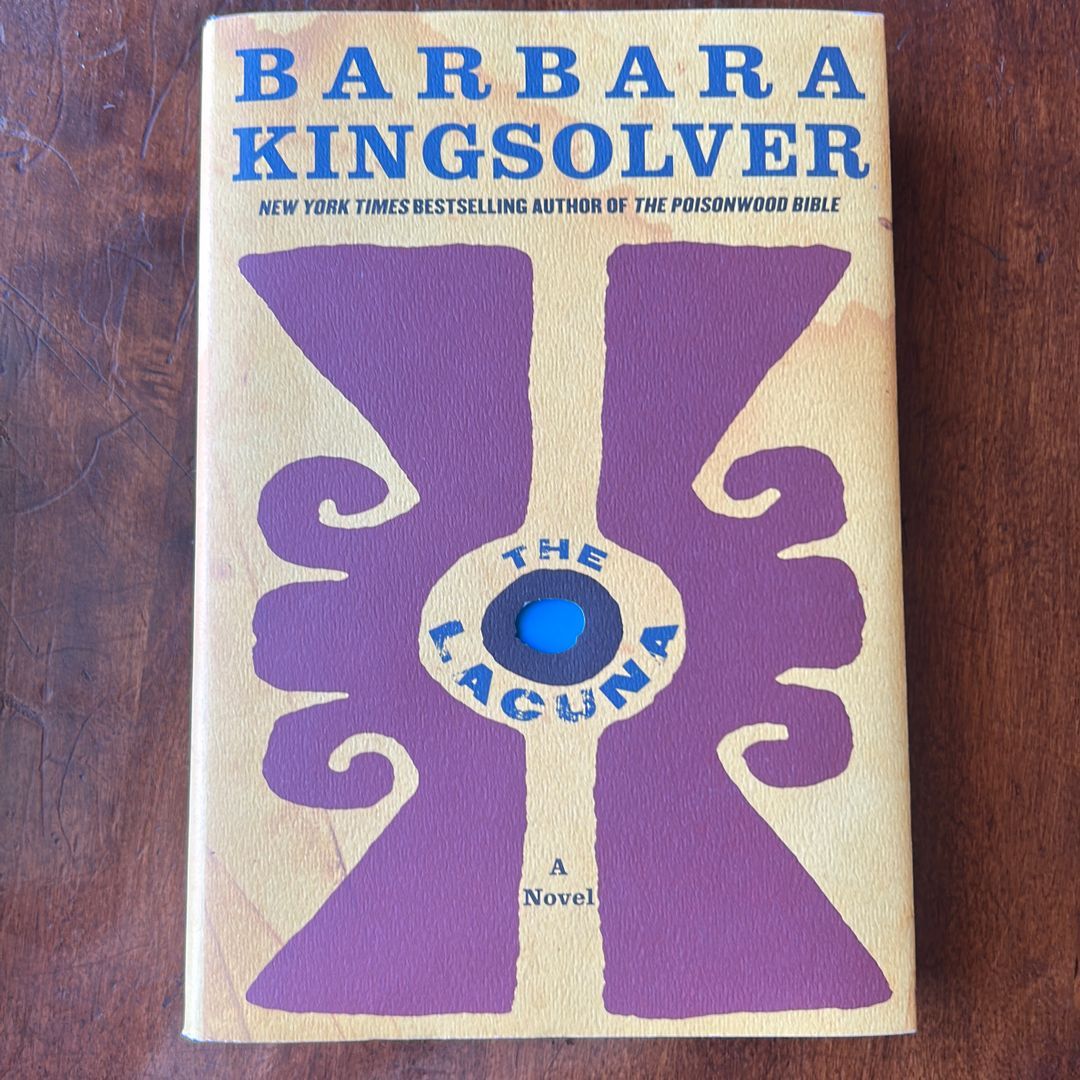 BARBARA
KINGSOLVER
NEW YORK TIMES BESTSELLING AUTHOR OF THE POISONWOOD BIBLE
THE
LACUNA
A
Novel